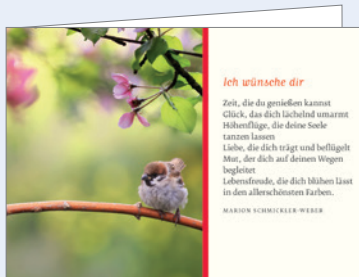 Ich wünsche dir
Zeit, die du genießen kannst
Glück, das dich lächelnd umarmt
Höhenflüge, die deine Seele
tanzen lassen
Liebe, die dich trägt und beflügelt
Mut, der dich auf deinen Wegen
begleitet
Lebensfreude, die dich blühen lässt
in den allerschönsten Farben.
MARION SCHMICKLER-WEBER